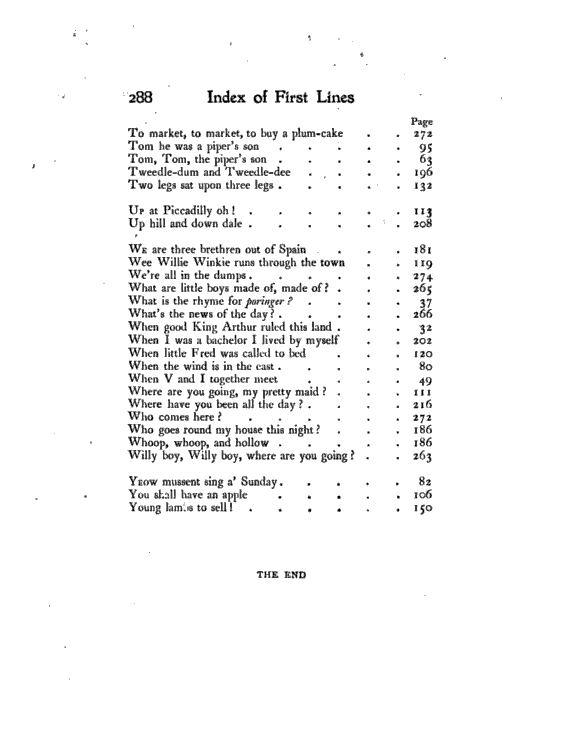 288 Index of First Lines
Page
To market, to market, to buy a plum-cake . . 272
Tom he was a piper's son . . . . . 95
Tom, Tom, the piper's son . . . . . 63
Tweedle-dum and Tweedle-dee . . . . 196
Two legs sat upon three legs . . . . . 132
Up at Piccadilly oh! . . . . . . 113
Up hill and down dale . . . . . . 208
We are three brethren out of Spain . . . 181
Wee Willie Winkie runs through the town . . 119
We're all in the dumps . . . . . . 274
What are little boys made of, made of? . . . 265
What is the rhyme for poringer? . . . . 37
What's the news of the day? . . . . . 266
When good King Arthur ruled this land . . . 32
When I was a bachelor I lived by myself . . 202
When little Fred was called to bed . . . 120
When the wind is in the east . . . . . 80
When V and I together meet . . . . 49
Where are you going, my pretty maid? . . . 111
Where have you been all the day? . . . . 216
Who comes here? . . . . . . 272
Who goes round my house this night? . . . 186
Whoop, whoop, and hollow . . . . . 186
Willy boy, Willy boy, where are you going? . . 263
Yeow mussent sing a' Sunday . . . . . 82
You shall have an apple . . . . . 106
Young lambs to sell! . . . . . . 150
THE END